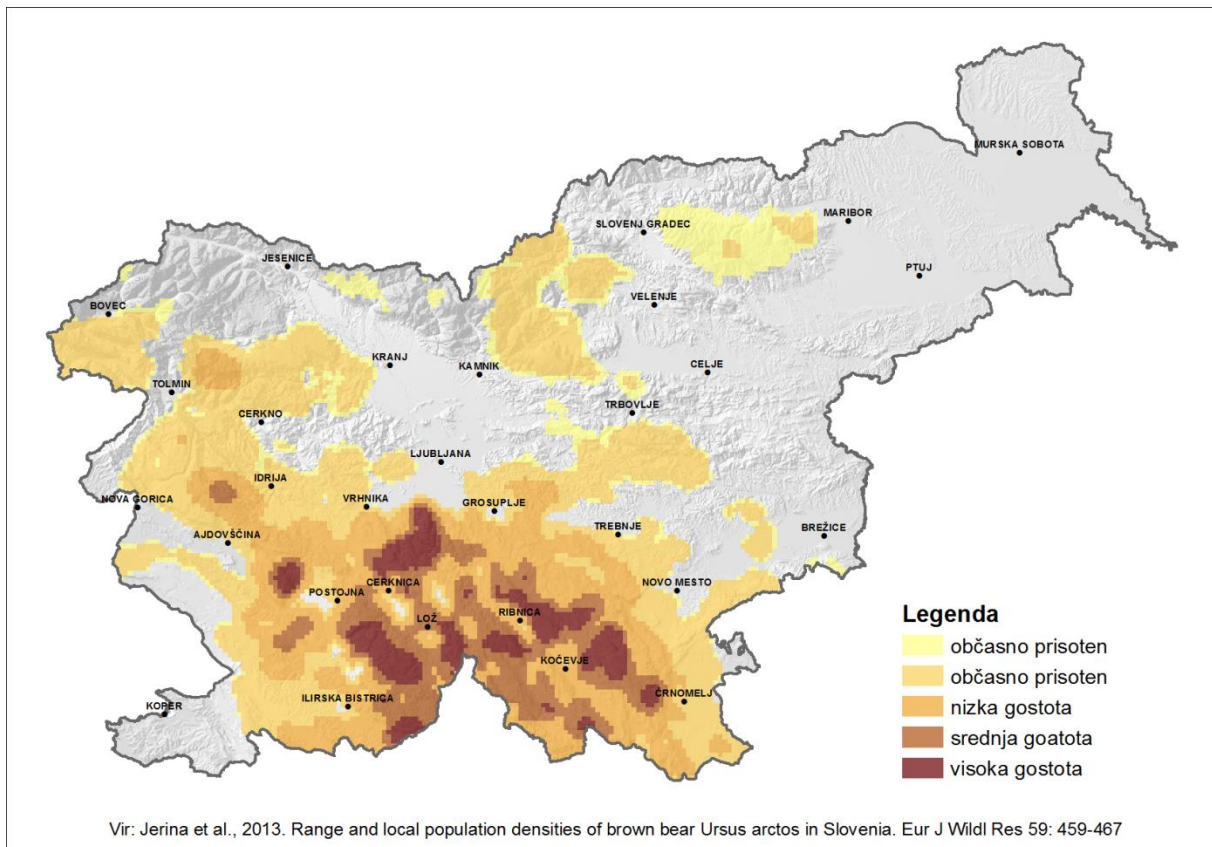 MURSKA SOBOTA
MARIBOR
SLOVENJ GRADEC
JESENICE
PTUJ
VELENJE
BOVEC
KRANJ
KAMNIK
CELJE
TOLMIN
TRBOVLJE
CERKNO
LJUBLJANA
IDRIJA
NOVA GORICA
VRHNIKA
GROSUPLJE
AJDOVŠČINA
TREBNJE
BREŽICE
POSTOJNA
CERKNICA
NOVO MESTO
LOŽ
RIBNICA
KOČEVJE
ILIRSKA BISTRICA
ČRNOMELJ
KOPER
Legenda
občasno prisoten
občasno prisoten
nizka gostota
srednja goatota
visoka gostota
Vir: Jerina et al., 2013. Range and local population densities of brown bear Ursus arctos in Slovenia. Eur J Wildl Res 59: 459-467